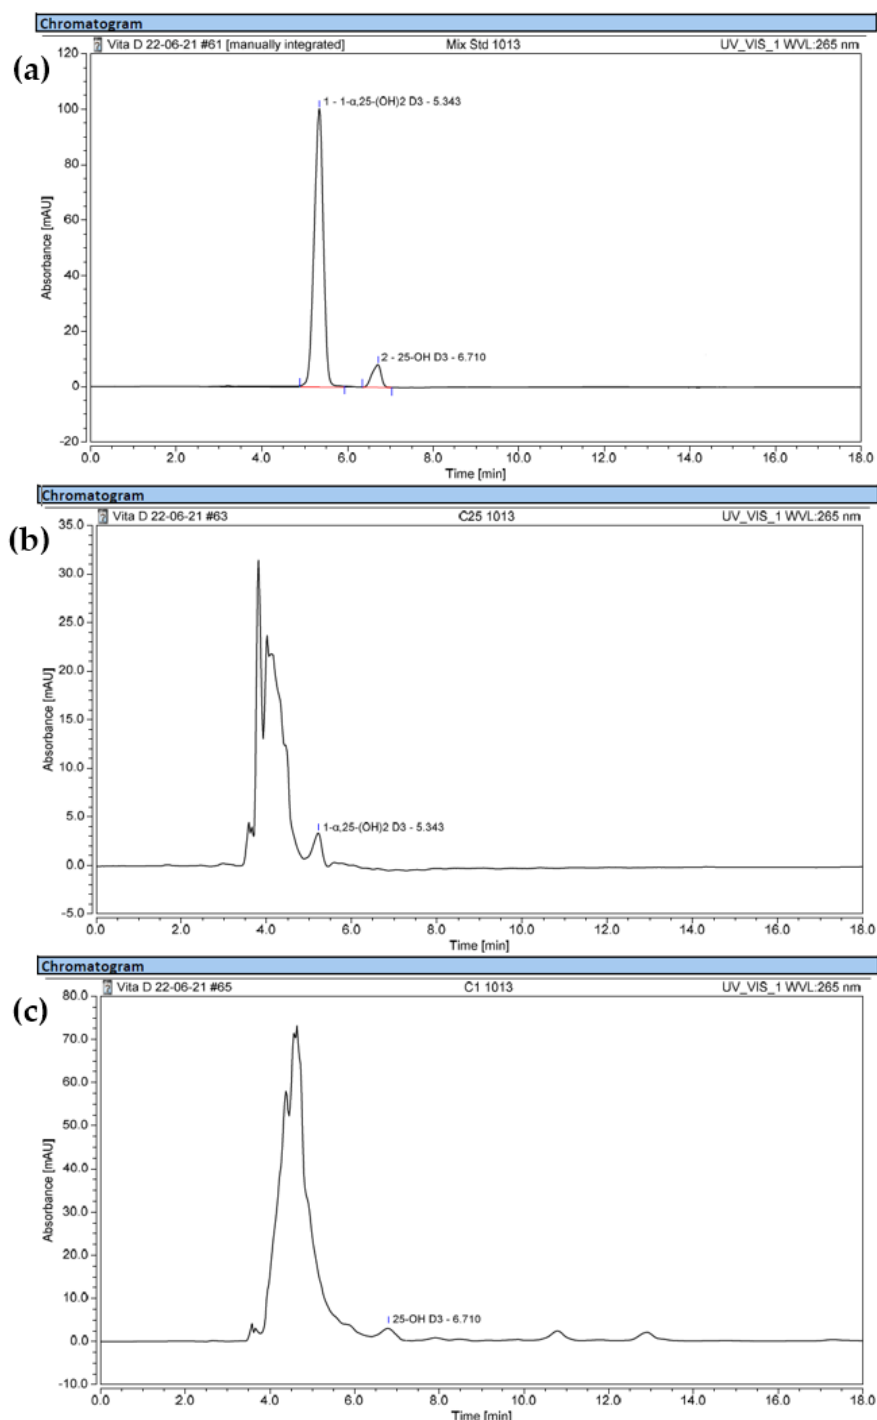 Chromatogram
Vita D 22-06-21 #61 [manually integrated] Mix Std 1013 UV_VIS_1 WVL:265 nm
(a)
120
100
80
60
40
20
0
-20
Absorbance [mAU]
1 - 1-α,25-(OH)2 D3 - 5.343
2 - 25-OH D3 - 6.710
0.0 2.0 4.0 6.0 8.0 10.0 12.0 14.0 16.0 18.0
Time [min]
Chromatogram
Vita D 22-06-21 #63 C25 1013 UV_VIS_1 WVL:265 nm
(b)
35.0
30.0
25.0
20.0
15.0
10.0
5.0
0.0
-5.0
Absorbance [mAU]
1-α,25-(OH)2 D3 - 5.343
0.0 2.0 4.0 6.0 8.0 10.0 12.0 14.0 16.0 18.0
Time [min]
Chromatogram
Vita D 22-06-21 #65 C1 1013 UV_VIS_1 WVL:265 nm
(c)
80.0
70.0
60.0
50.0
40.0
30.0
20.0
10.0
0.0
-10.0
Absorbance [mAU]
25-OH D3 - 6.710
0.0 2.0 4.0 6.0 8.0 10.0 12.0 14.0 16.0 18.0
Time [min]